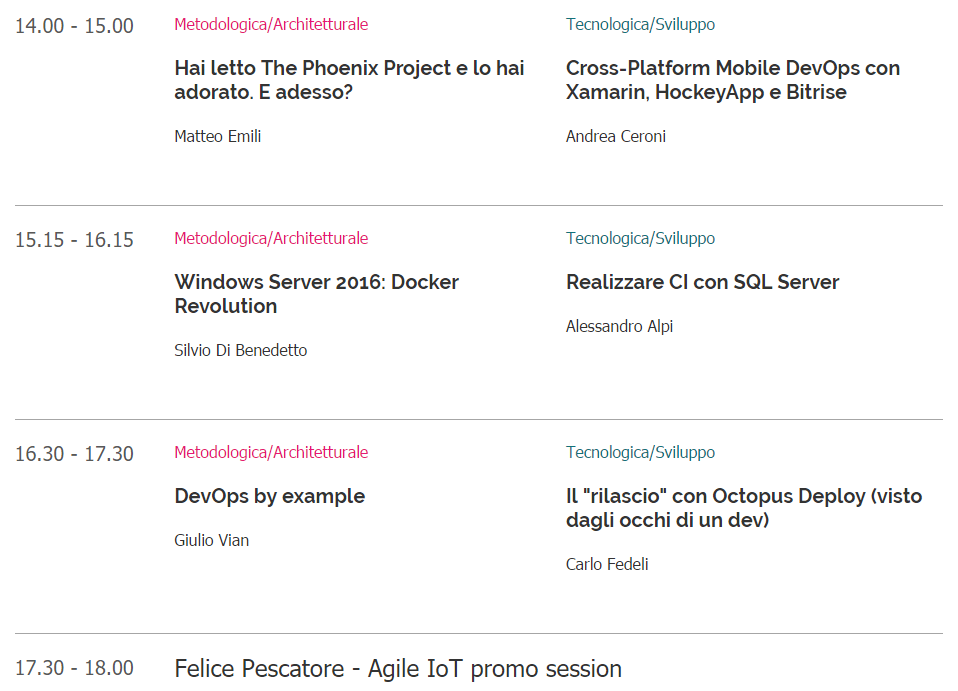 14.00 - 15.00
Metodologica/Architetturale
Hai letto The Phoenix Project e lo hai
adorato. E adesso?
Matteo Emili
Tecnologica/Sviluppo
Cross-Platform Mobile DevOps con
Xamarin, HockeyApp e Bitrise
Andrea Ceroni
15.15 - 16.15
Metodologica/Architetturale
Windows Server 2016: Docker
Revolution
Silvio Di Benedetto
Tecnologica/Sviluppo
Realizzare CI con SQL Server
Alessandro Alpi
16.30 - 17.30
Metodologica/Architetturale
DevOps by example
Giulio Vian
Tecnologica/Sviluppo
Il "rilascio" con Octopus Deploy (visto
dagli occhi di un dev)
Carlo Fedeli
17.30 - 18.00
Felice Pescatore - Agile IoT promo session